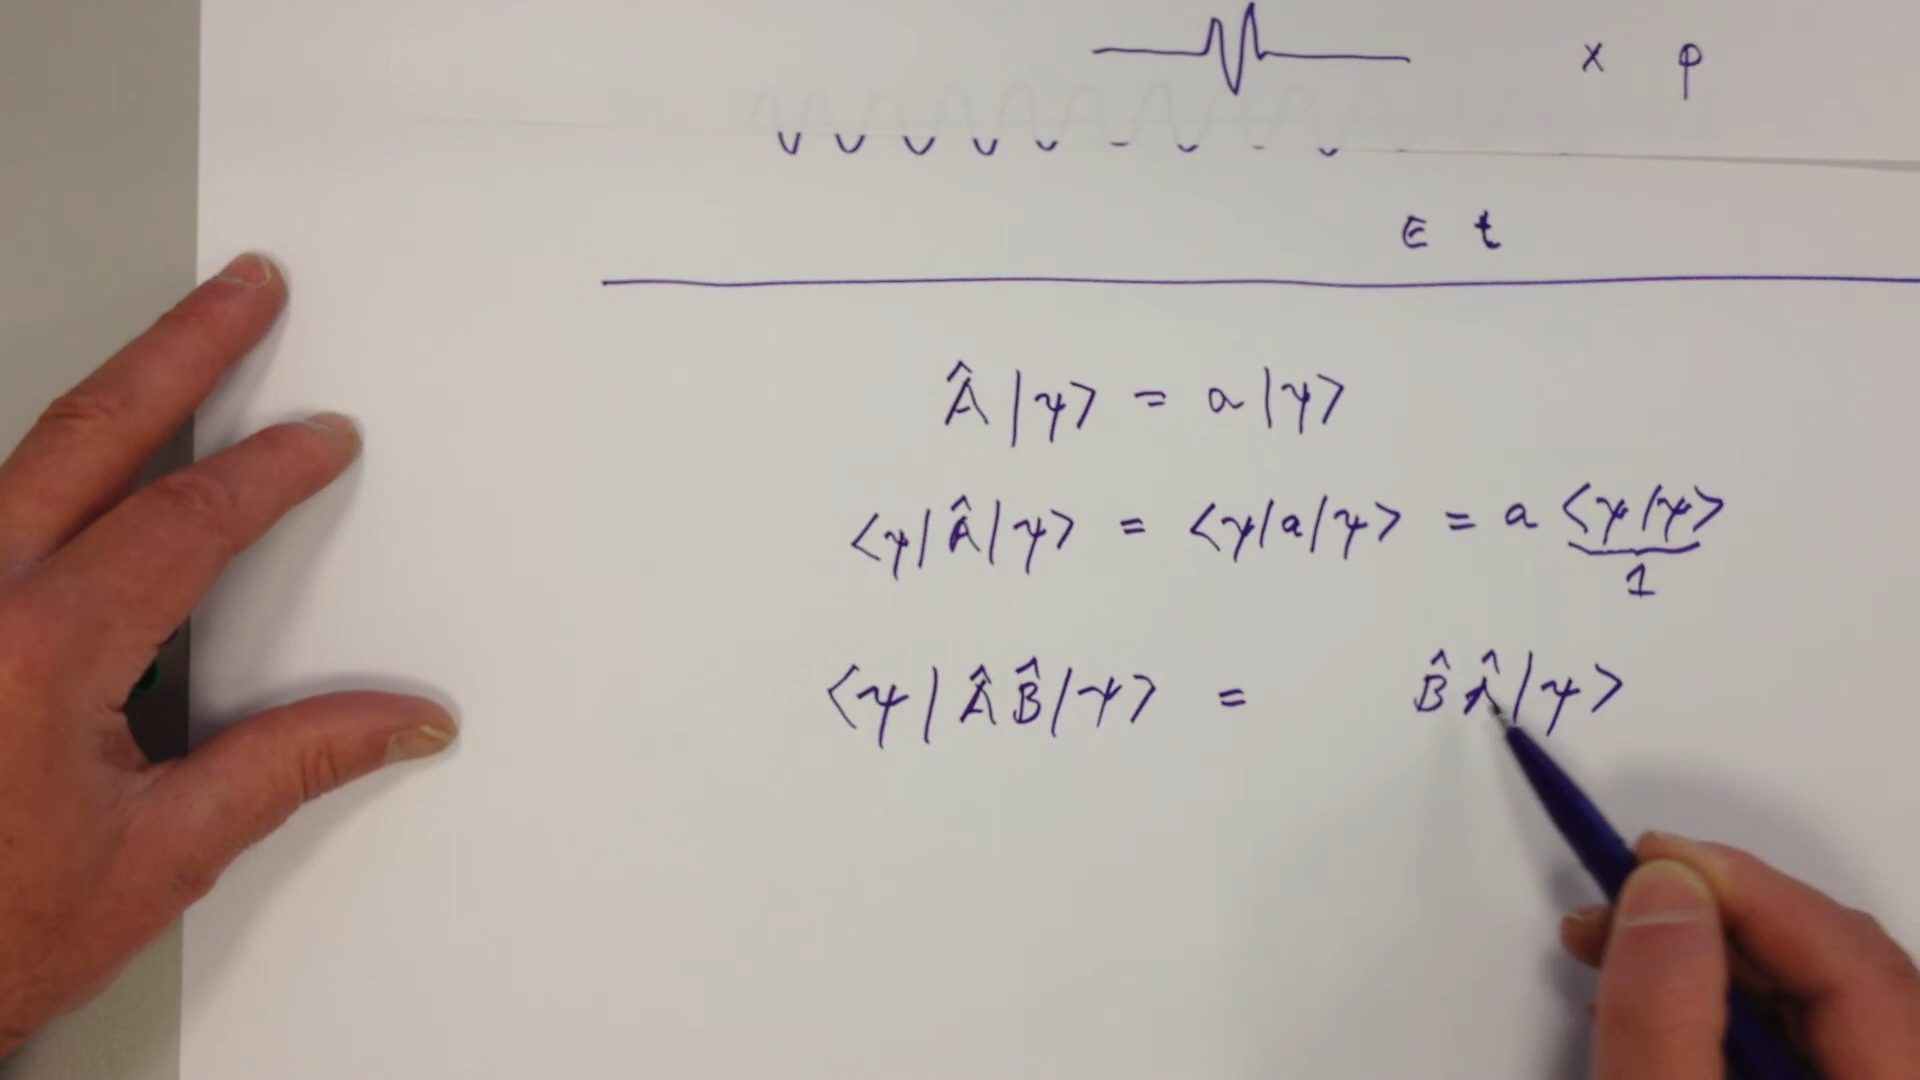 x p
E t
Â|ψ> = a|ψ>
<ψ|Â|ψ> = <ψ|a|ψ> = a <ψ|ψ>
1
<ψ|ÂB̂|ψ> = B̂Â|ψ>